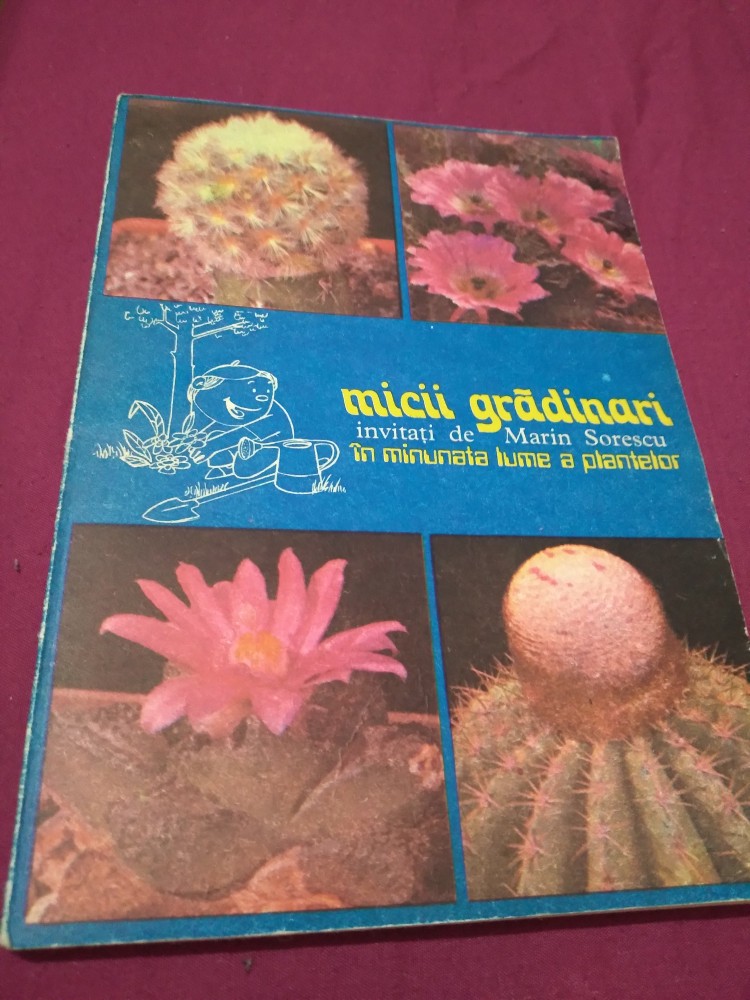 micii grădinari
invitați de Marin Sorescu
în minunata lume a plantelor